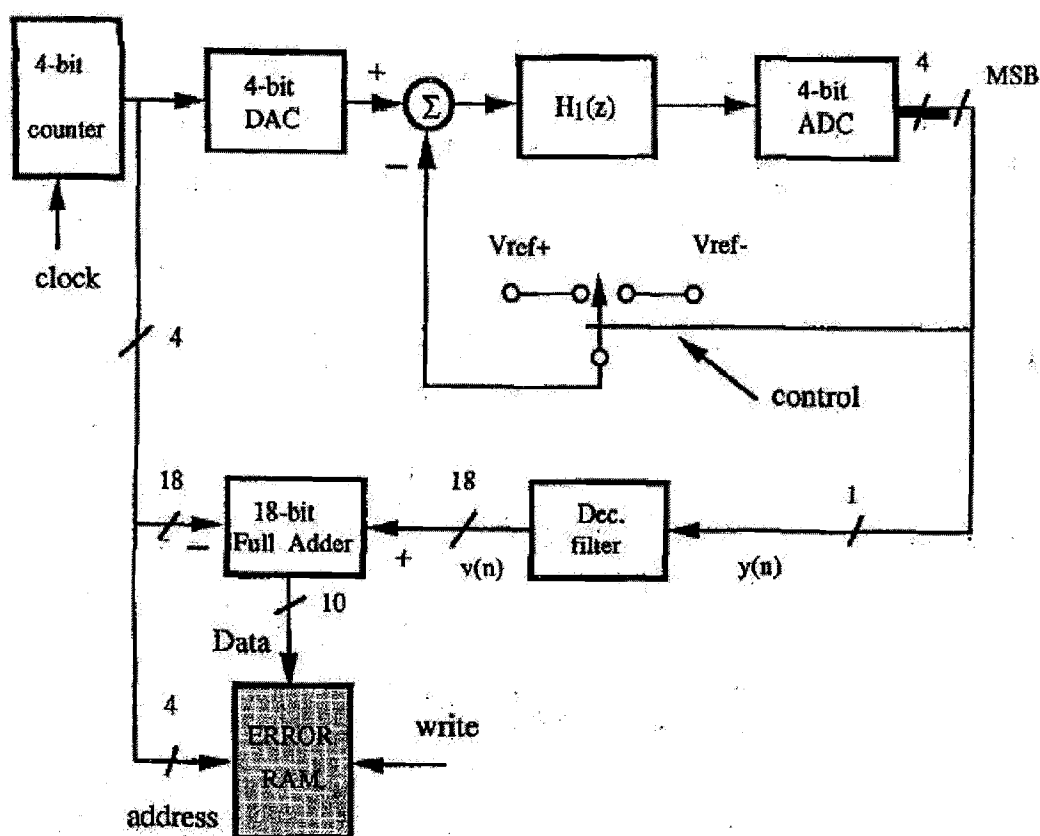 4-bit
counter
clock
4-bit
DAC
+
Σ
−
H1(z)
4-bit
ADC
4
MSB
Vref+
Vref-
control
4
18
−
18-bit
Full Adder
+
18
v(n)
Dec.
filter
y(n)
1
10
Data
4
address
ERROR
RAM
write